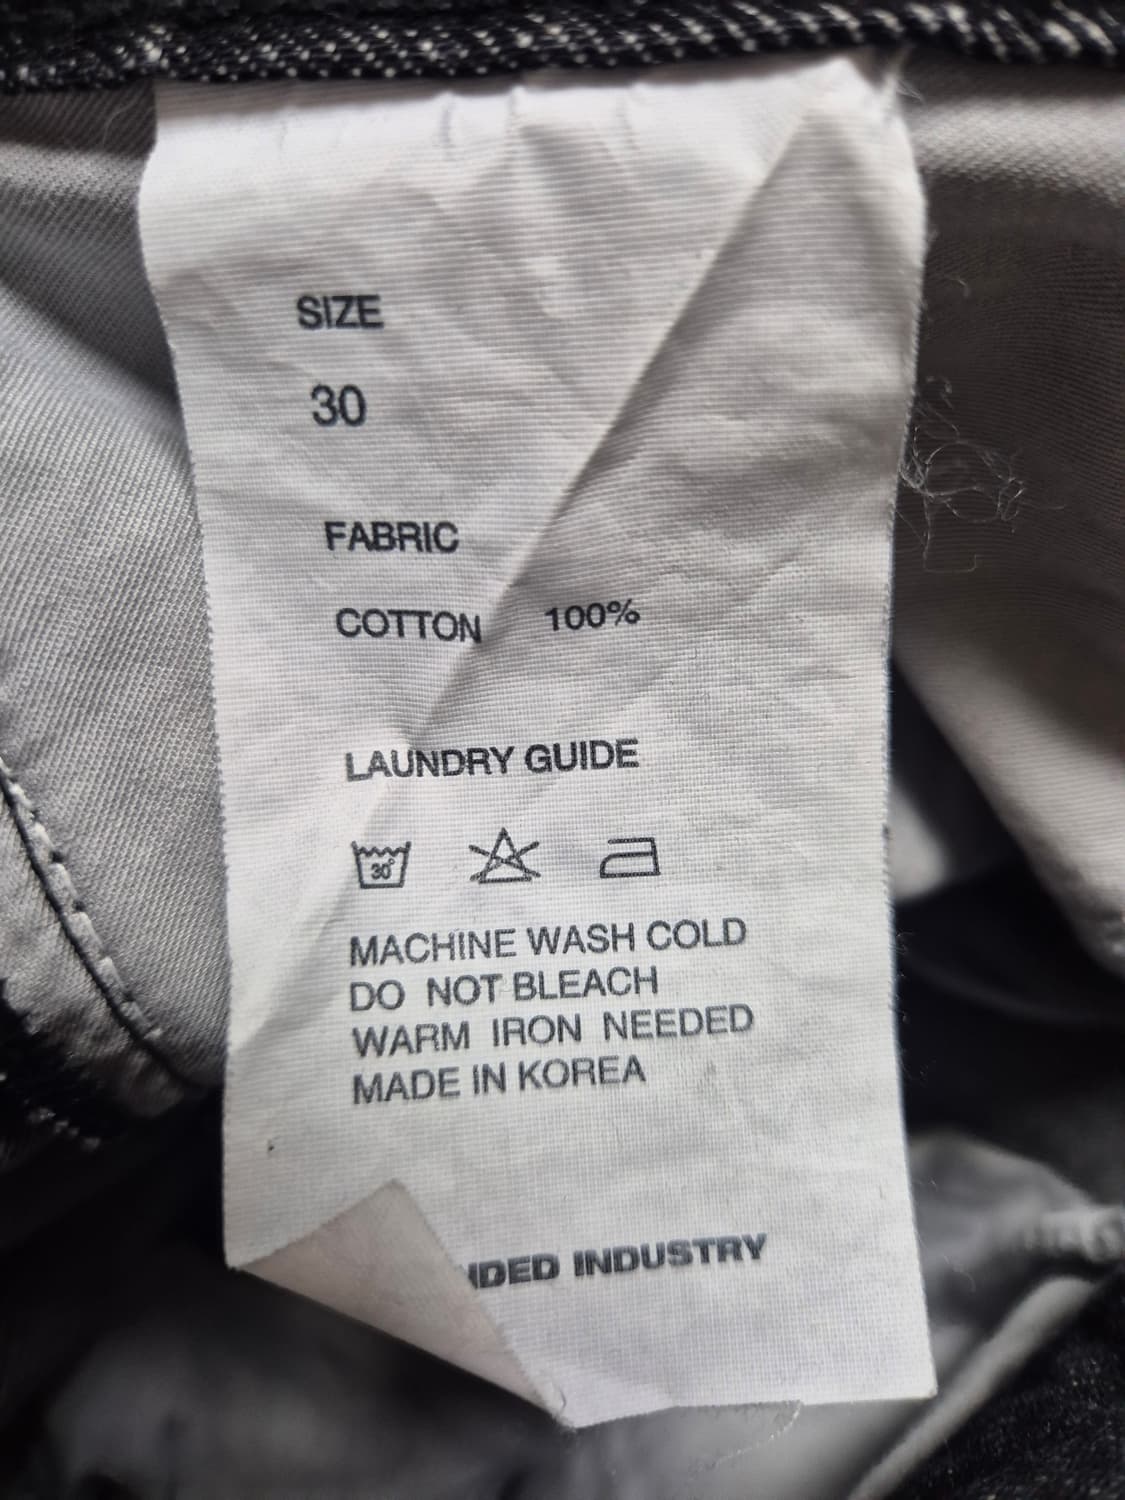 SIZE
30
FABRIC
COTTON 100%
LAUNDRY GUIDE
30°
MACHINE WASH COLD
DO NOT BLEACH
WARM IRON NEEDED
MADE IN KOREA
INDUSTRY